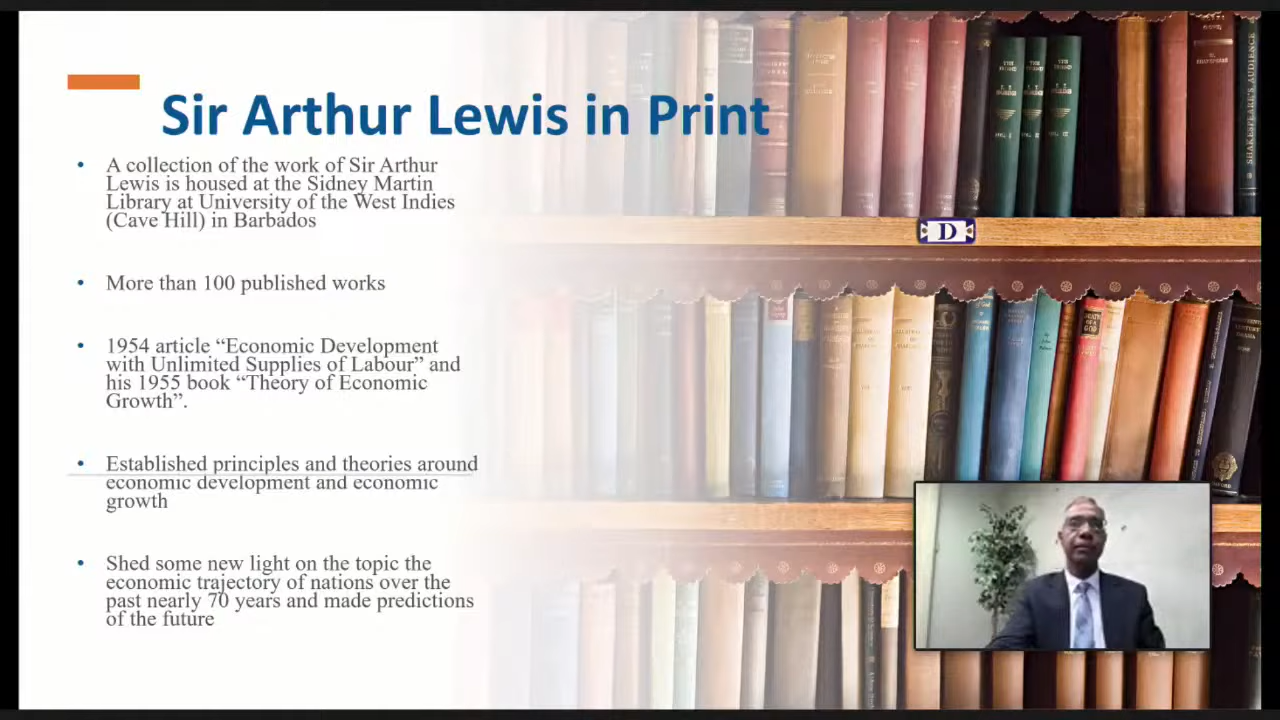 Sir Arthur Lewis in Print
• A collection of the work of Sir Arthur
Lewis is housed at the Sidney Martin
Library at University of the West Indies
(Cave Hill) in Barbados
• More than 100 published works
• 1954 article “Economic Development
with Unlimited Supplies of Labour” and
his 1955 book “Theory of Economic
Growth”.
• Established principles and theories around
economic development and economic
growth
• Shed some new light on the topic the
economic trajectory of nations over the
past nearly 70 years and made predictions
of the future
D
SHAKESPEARE'S AUDIENCE